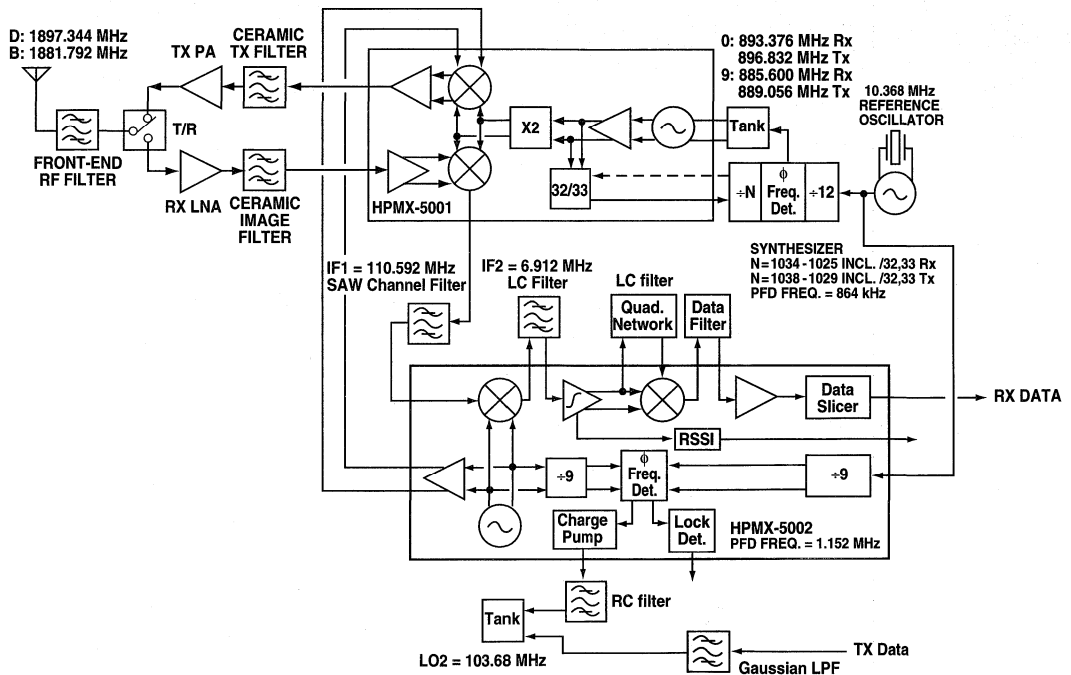 D: 1897.344 MHz
B: 1881.792 MHz
TX PA
CERAMIC
TX FILTER
0: 893.376 MHz Rx
896.832 MHz Tx
9: 885.600 MHz Rx
889.056 MHz Tx
10.368 MHz
REFERENCE
OSCILLATOR
T/R
FRONT-END
RF FILTER
RX LNA
CERAMIC
IMAGE
FILTER
X2
Tank
32/33
HPMX-5001
÷N
ϕ
Freq.
Det.
÷12
SYNTHESIZER
N=1034-1025 INCL. /32,33 Rx
N=1038-1029 INCL. /32,33 Tx
PFD FREQ. = 864 kHz
IF1 = 110.592 MHz
SAW Channel Filter
IF2 = 6.912 MHz
LC Filter
LC filter
Quad.
Network
Data
Filter
Data
Slicer
RX DATA
RSSI
÷9
ϕ
Freq.
Det.
÷9
Charge
Pump
Lock
Det.
HPMX-5002
PFD FREQ. = 1.152 MHz
RC filter
Tank
LO2 = 103.68 MHz
TX Data
Gaussian LPF